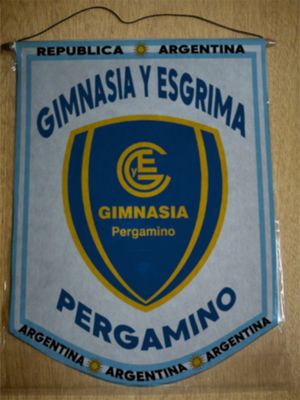 REPUBLICA ARGENTINA
GIMNASIA Y ESGRIMA
GyE
GIMNASIA
Pergamino
PERGAMINO
ARGENTINA ARGENTINA ARGENTINA